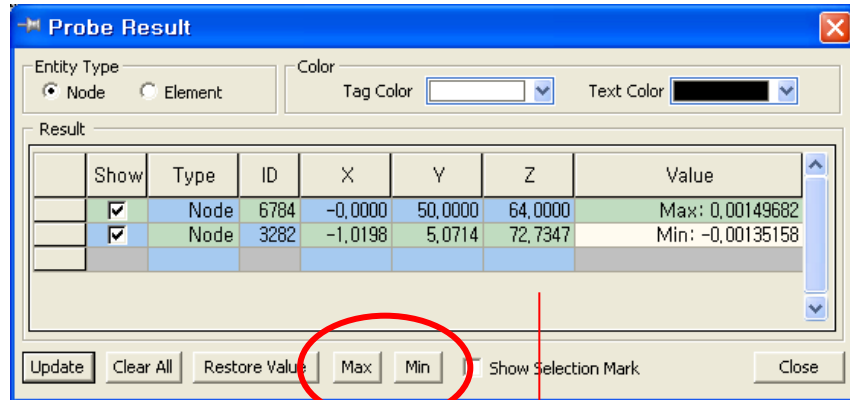 Probe Result
Entity Type Color
Node Element Tag Color Text Color
Result
Show Type ID X Y Z Value
Node 6784 -0,0000 50,0000 64,0000 Max: 0,00149682
Node 3282 -1,0198 5,0714 72,7347 Min: -0,00135158
Update Clear All Restore Value Max Min Show Selection Mark Close